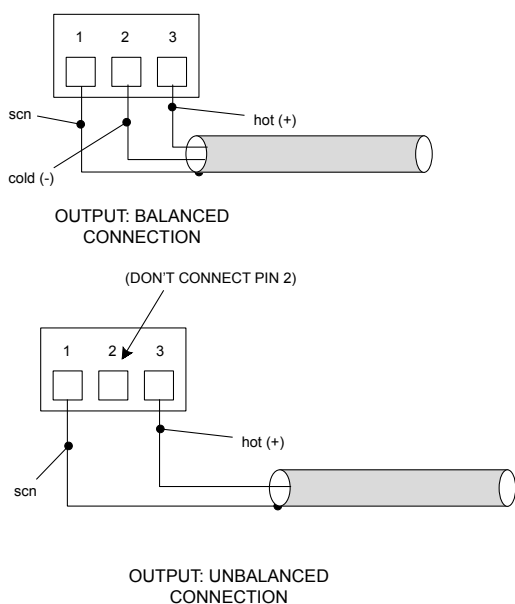 1 2 3
scn
hot (+)
cold (-)
OUTPUT: BALANCED
CONNECTION
(DON'T CONNECT PIN 2)
1 2 3
hot (+)
scn
OUTPUT: UNBALANCED
CONNECTION